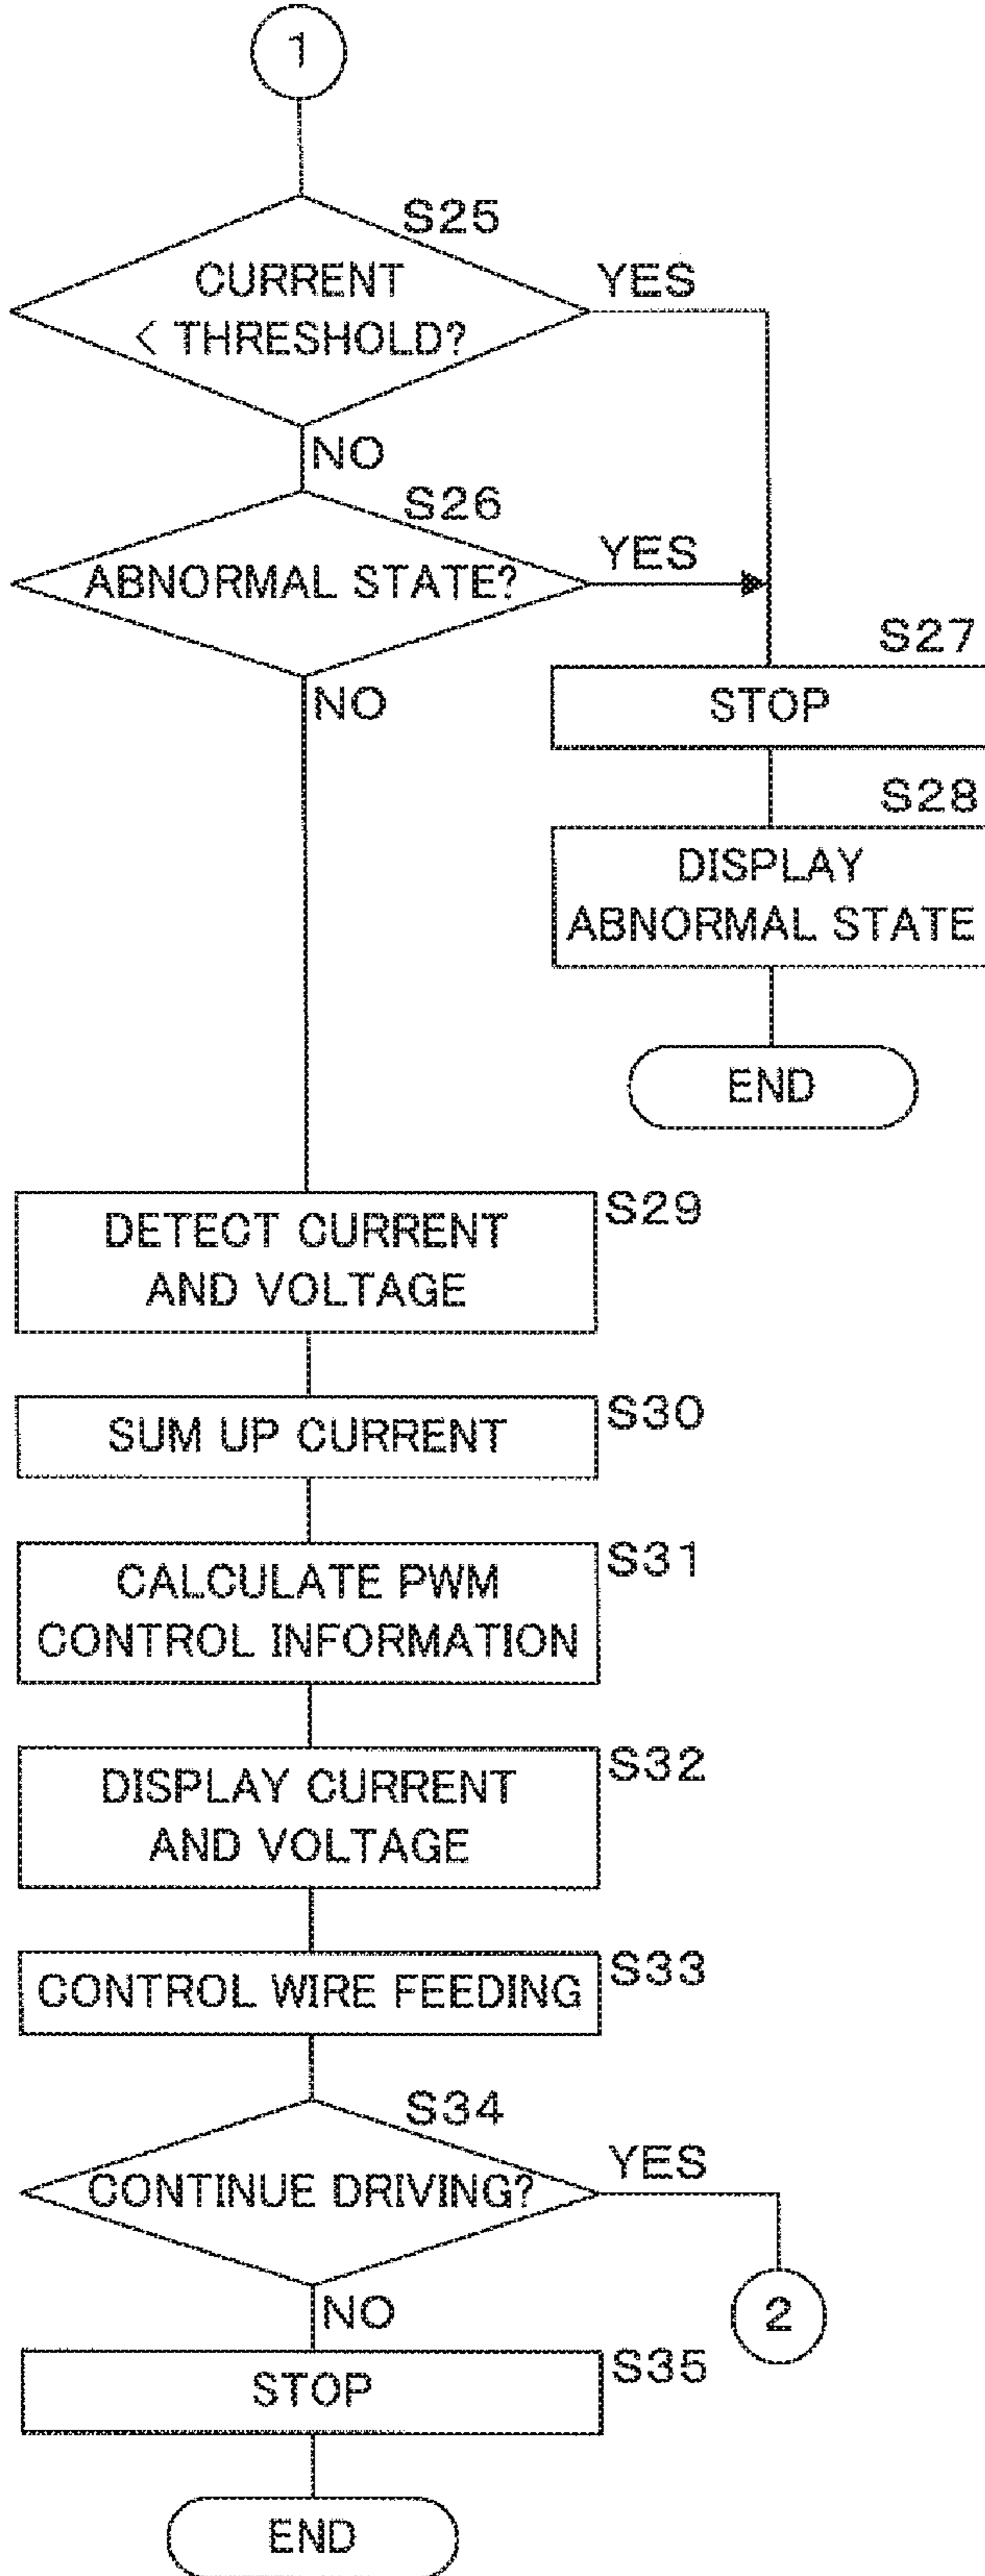 1
S25
CURRENT
< THRESHOLD?
YES
NO
S26
ABNORMAL STATE?
YES
NO
S27
STOP
S28
DISPLAY
ABNORMAL STATE
END
S29
DETECT CURRENT
AND VOLTAGE
S30
SUM UP CURRENT
S31
CALCULATE PWM
CONTROL INFORMATION
S32
DISPLAY CURRENT
AND VOLTAGE
S33
CONTROL WIRE FEEDING
S34
CONTINUE DRIVING?
YES
2
NO
S35
STOP
END